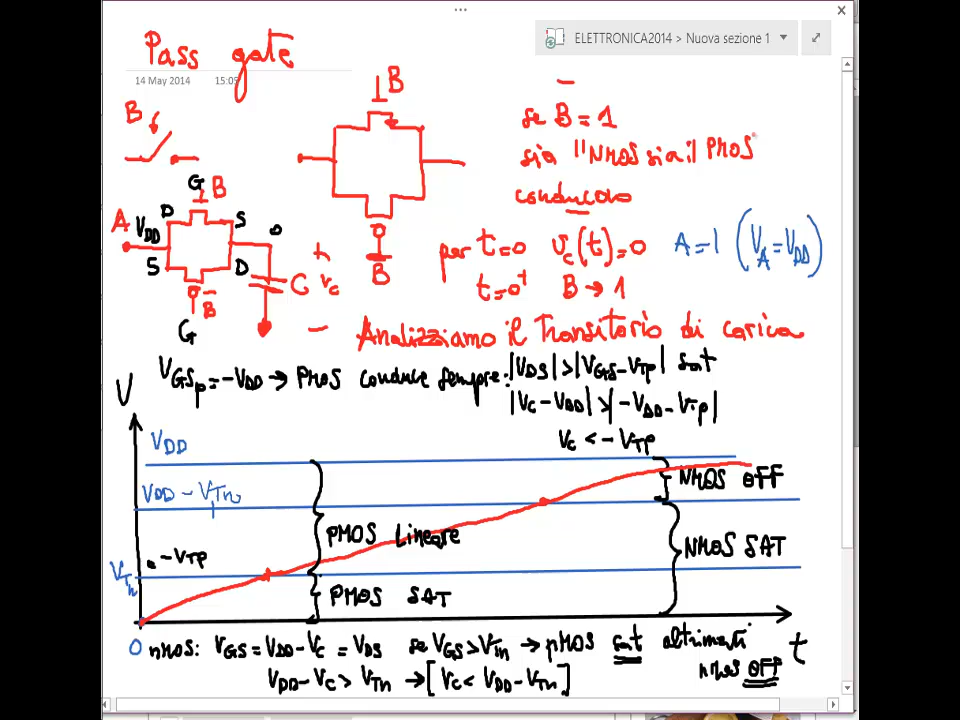 ELETTRONICA2014 > Nuova sezione 1
Pass gate
14 May 2014 15:05
B
B
se B = 1
sia l'NMOS sia il PMOS
conducono
G B
D S
A VDD
S D
C vc
B̅
G
B̅
per t=0 vc(t)=0 A=1 (VA=VDD)
t=0⁺ B→1
- Analizziamo il Transitorio di carica
VGSp=-VDD → PMOS conduce sempre: |VDS|>|VGS-VTp| sat
|VC-VDD|>|-VDD-VTp|
VC < -VTP
V
VDD
VDD - VTn
NMOS OFF
PMOS Lineare
NMOS SAT
-VTP
VTn
PMOS SAT
0 nMOS: VGS=VDD-VC=VDS se VGS>VTn → nMOS sat altrimenti t
nMOS OFF
VDD-VC>VTn → [VC<VDD-VTn]